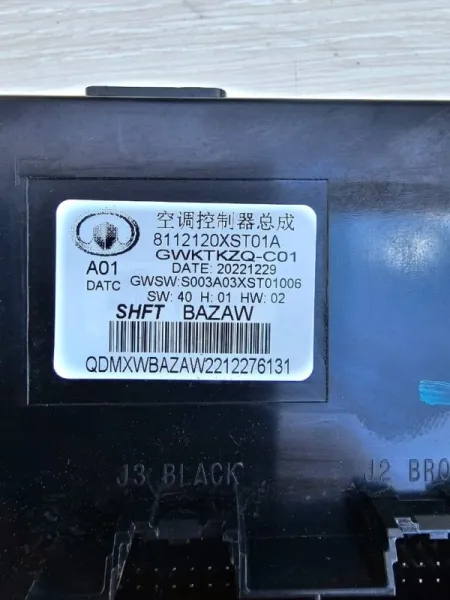 空调控制器总成
8112120XST01A
GWKTKZQ-C01
A01
DATC
DATE: 20221229
GWSW:S003A03XST01006
SW: 40 H: 01 HW: 02
SHFT BAZAW
QDMXWBAZAW2212276131
J3 BLACK
J2 BRO